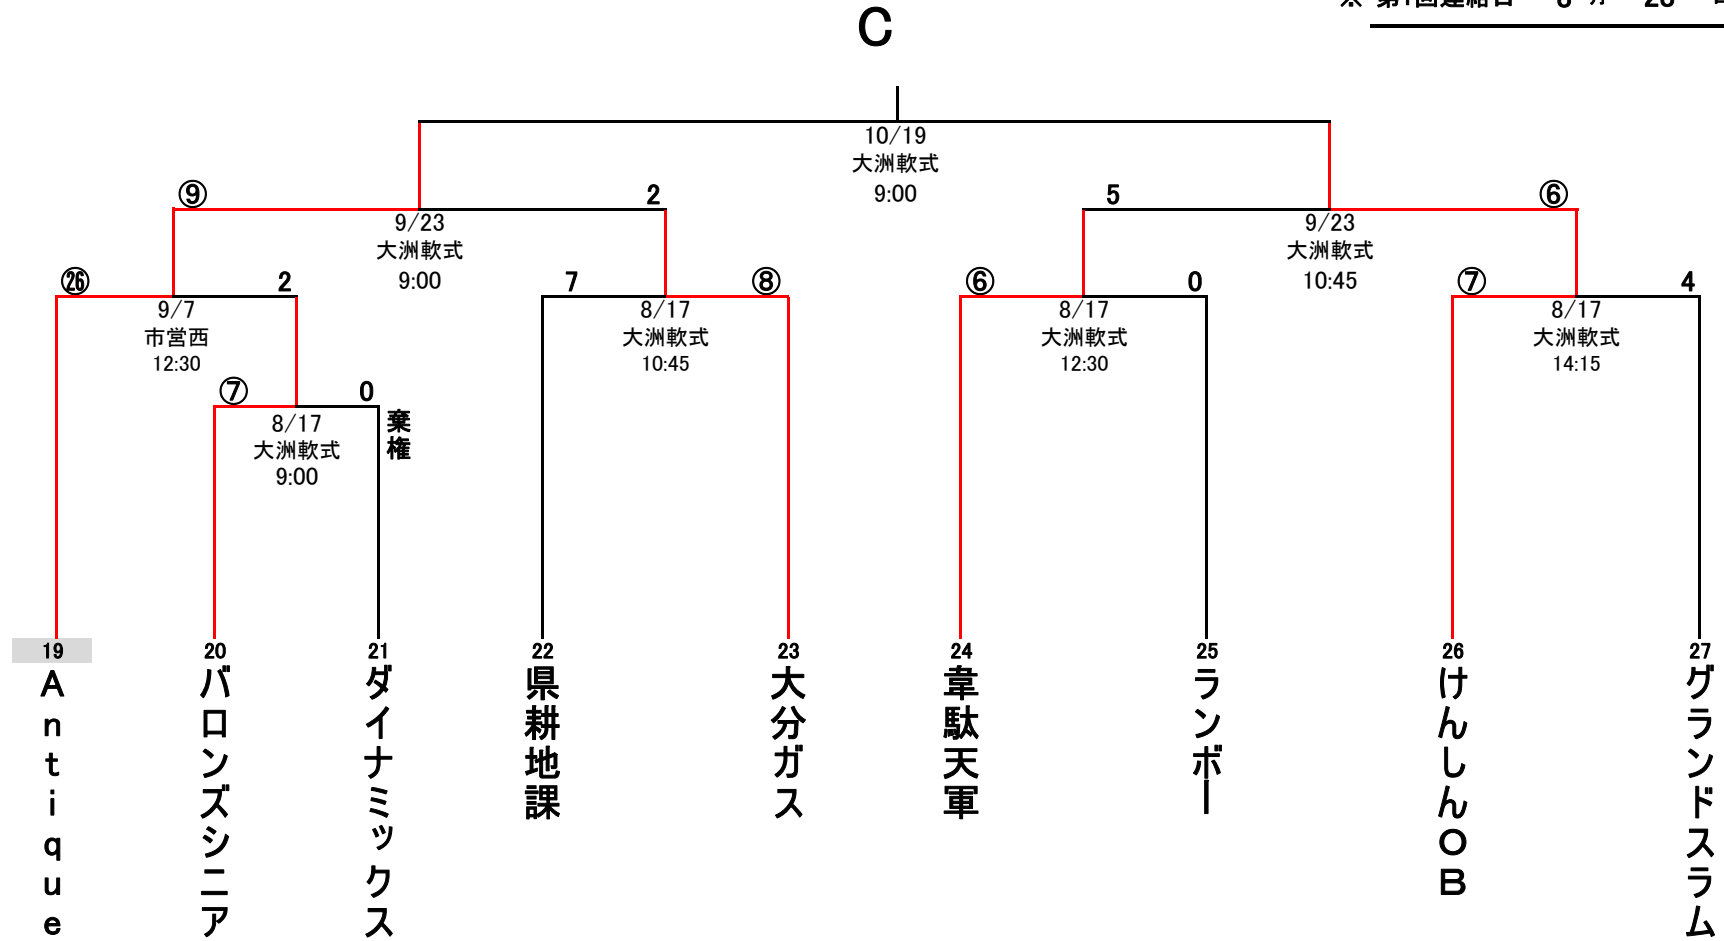 ※ 第1回連絡日
C
10/19
大洲軟式
9:00
⑨
2
5
⑥
9/23
大洲軟式
9:00
9/23
大洲軟式
10:45
㉖
2
7
⑧
⑥
0
⑦
4
9/7
市営西
12:30
8/17
大洲軟式
10:45
8/17
大洲軟式
12:30
8/17
大洲軟式
14:15
⑦
0
棄権
8/17
大洲軟式
9:00
19
20
21
22
23
24
25
26
27
Antique
バロンズシニア
ダイナミックス
県耕地課
大分ガス
韋駄天軍
ランボー
けんしんOB
グランドスラム